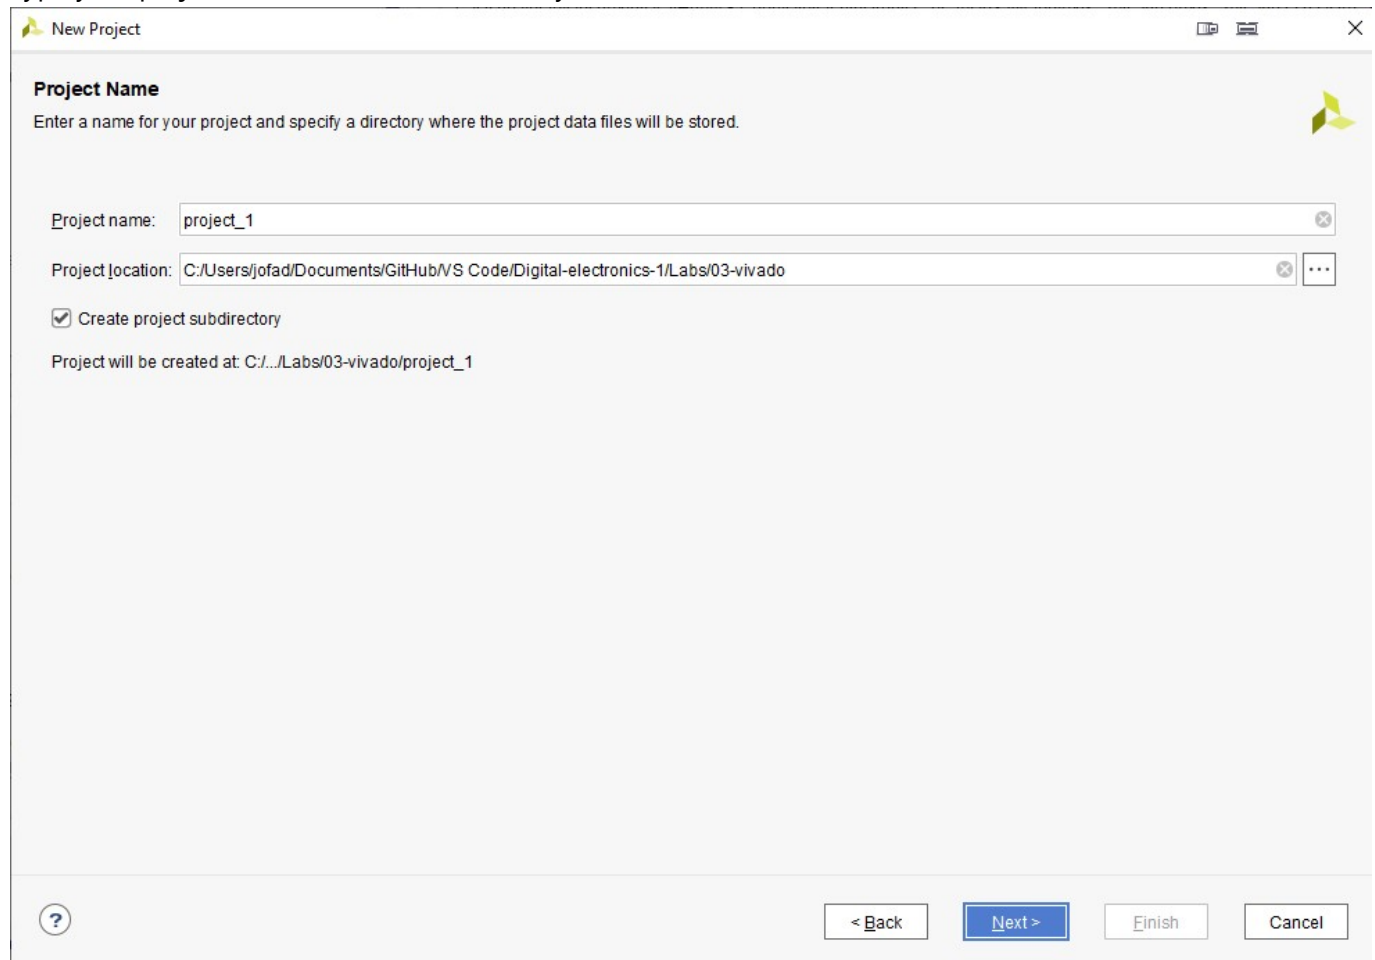 New Project
Project Name
Enter a name for your project and specify a directory where the project data files will be stored.
Project name: project_1
Project location: C:/Users/jofad/Documents/GitHub/VS Code/Digital-electronics-1/Labs/03-vivado
...
Create project subdirectory
Project will be created at: C:/.../Labs/03-vivado/project_1
? < Back Next > Finish Cancel